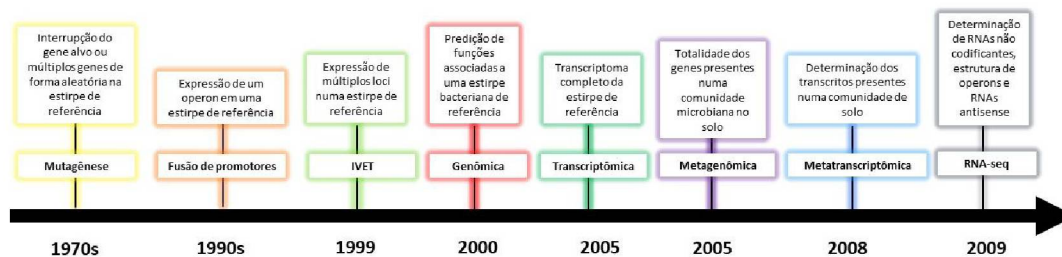 Interrupção do
gene alvo ou
múltiplos genes de
forma aleatória na
estirpe de
referência
Mutagênese
1970s
Expressão de um
operon em uma
estirpe de referência
Fusão de promotores
1990s
Expressão de
múltiplos loci
numa estirpe de
referência
IVET
1999
Predição de
funções
associadas a
uma estirpe
bacteriana de
referência
Genômica
2000
Transcriptoma
completo da
estirpe de
referência
Transcriptômica
2005
Totalidade dos
genes presentes
numa
comunidade
microbiana no
solo
Metagenômica
2005
Determinação dos
transcritos presentes
numa comunidade de
solo
Metatranscriptômica
2008
Determinação
de RNAs não
codificantes,
estrutura de
operons e
RNAs
antisense
RNA-seq
2009